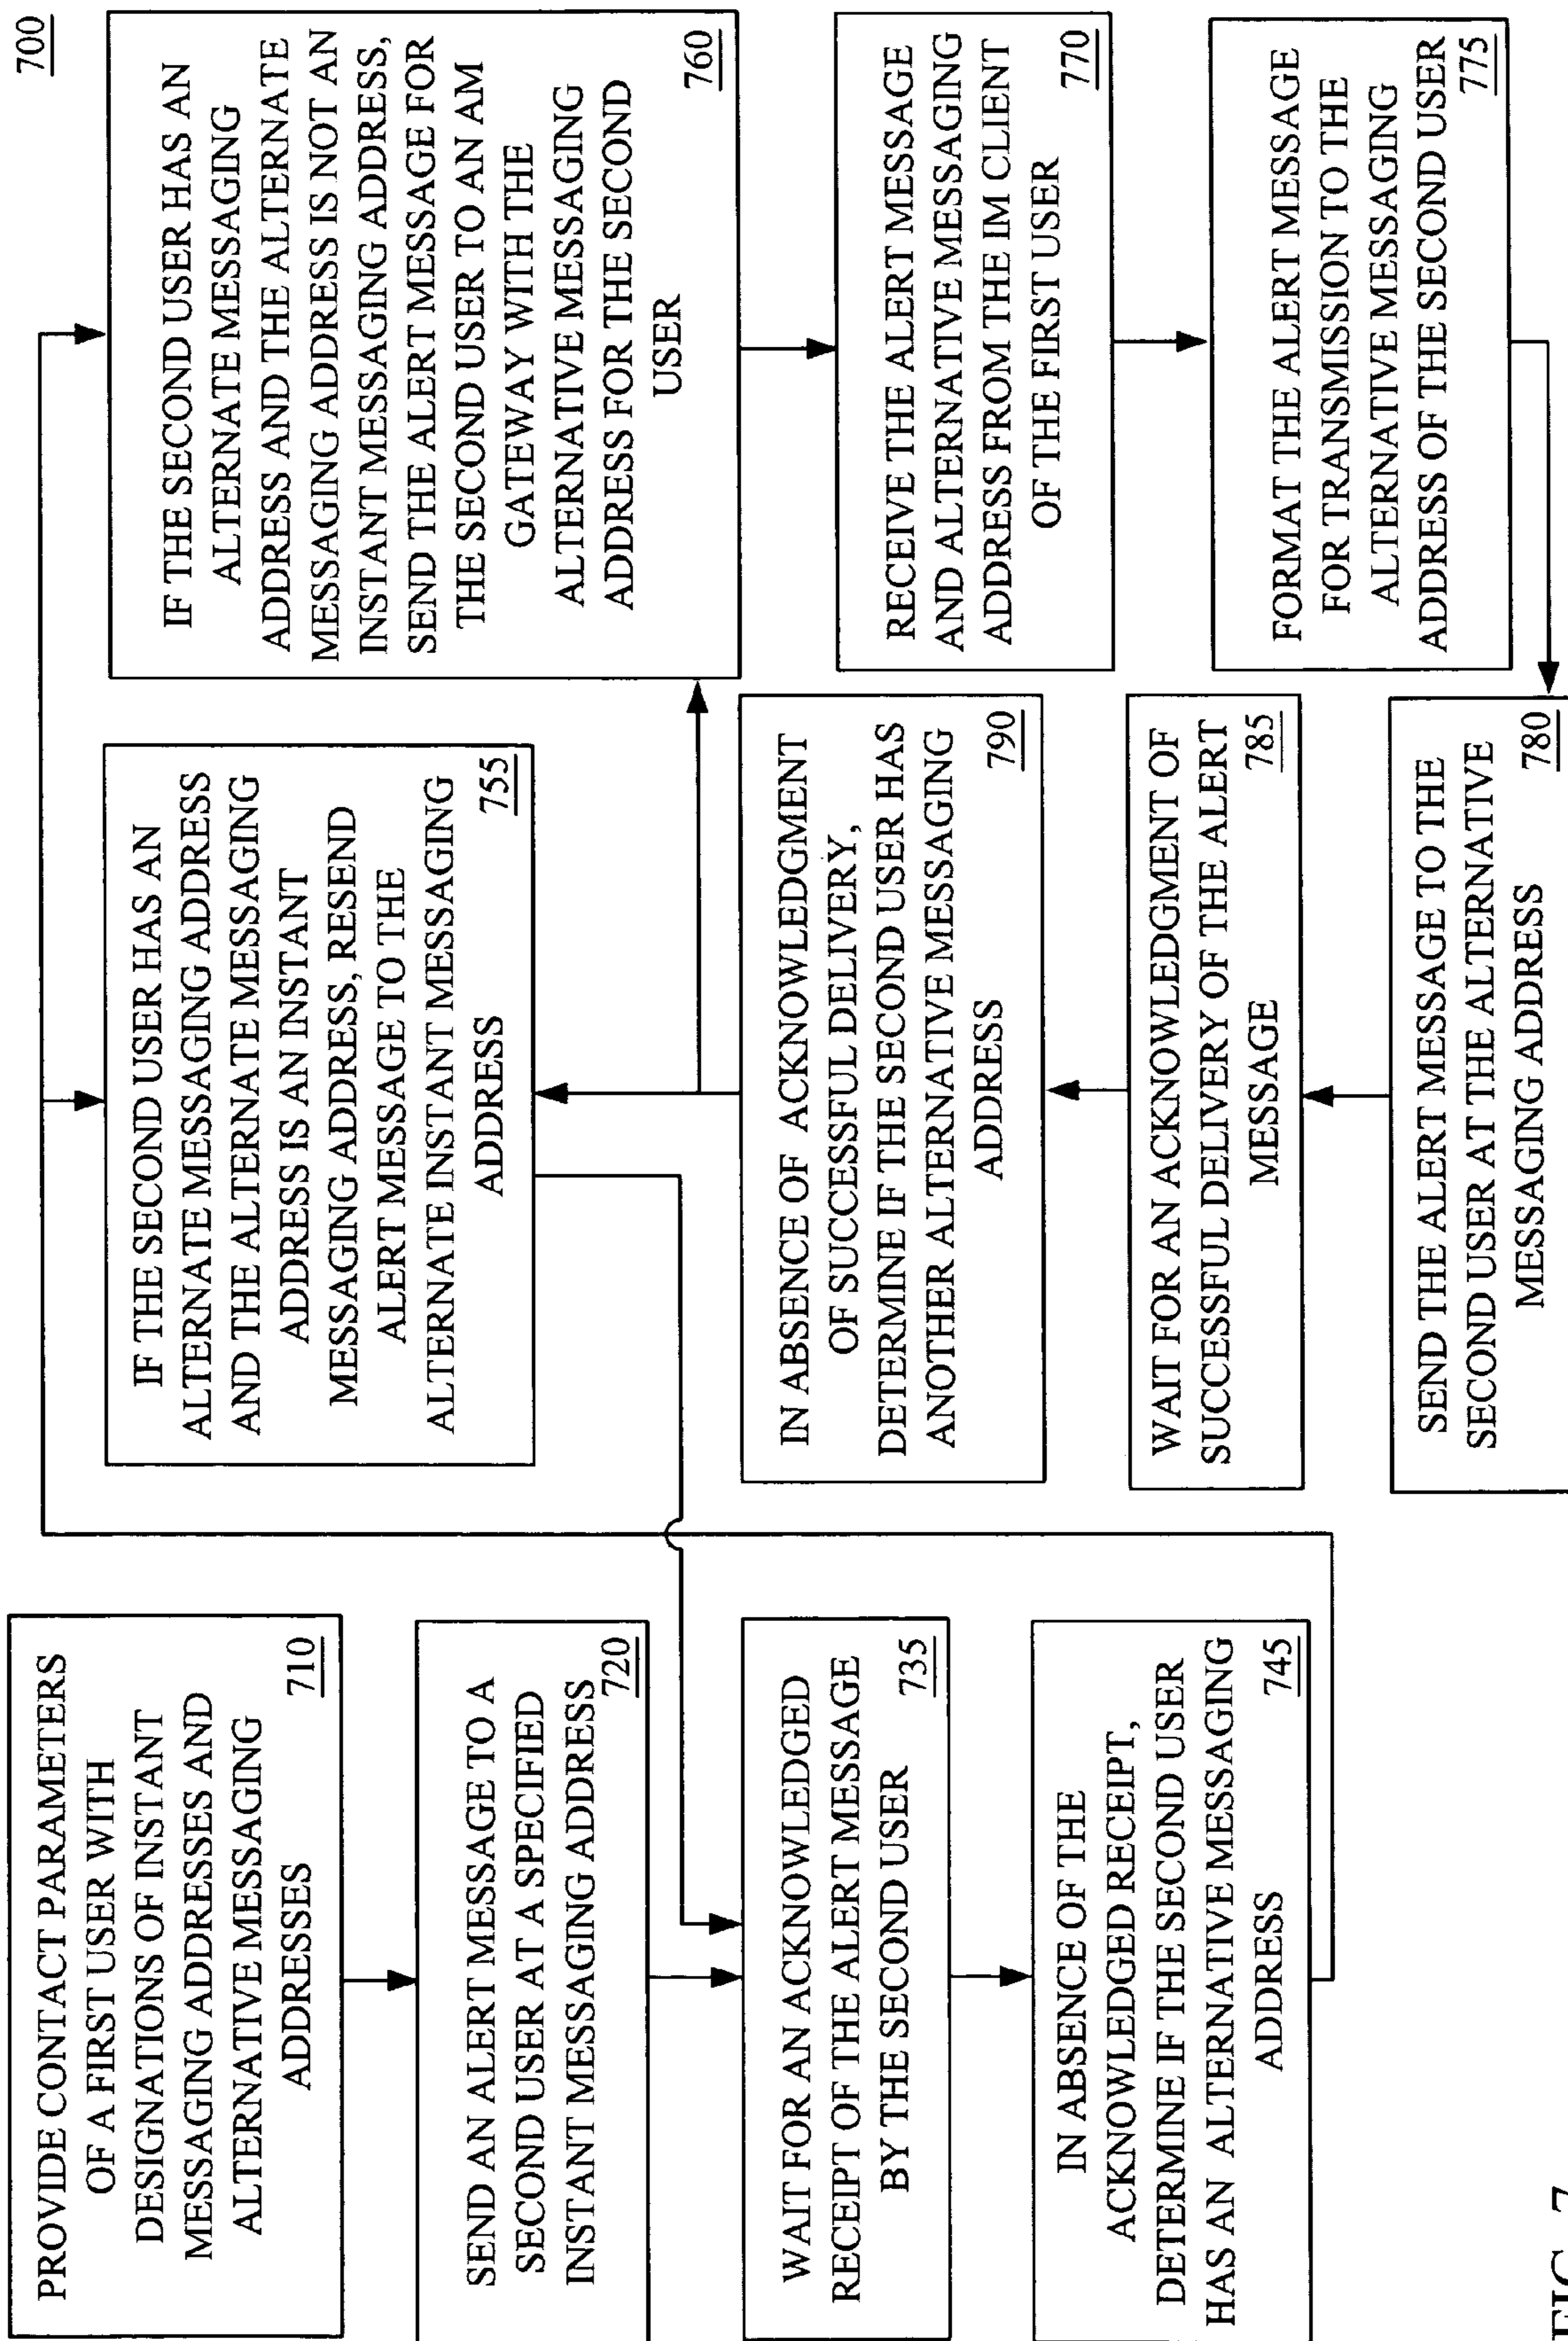 700
PROVIDE CONTACT PARAMETERS
OF A FIRST USER WITH
DESIGNATIONS OF INSTANT
MESSAGING ADDRESSES AND
ALTERNATIVE MESSAGING
ADDRESSES
710
SEND AN ALERT MESSAGE TO A
SECOND USER AT A SPECIFIED
INSTANT MESSAGING ADDRESS
720
WAIT FOR AN ACKNOWLEDGED
RECEIPT OF THE ALERT MESSAGE
BY THE SECOND USER
735
IN ABSENCE OF THE
ACKNOWLEDGED RECEIPT,
DETERMINE IF THE SECOND USER
HAS AN ALTERNATIVE MESSAGING
ADDRESS
745
IF THE SECOND USER HAS AN
ALTERNATE MESSAGING ADDRESS
AND THE ALTERNATE MESSAGING
ADDRESS IS AN INSTANT
MESSAGING ADDRESS, RESEND
ALERT MESSAGE TO THE
ALTERNATE INSTANT MESSAGING
ADDRESS
755
IF THE SECOND USER HAS AN
ALTERNATE MESSAGING
ADDRESS AND THE ALTERNATE
MESSAGING ADDRESS IS NOT AN
INSTANT MESSAGING ADDRESS,
SEND THE ALERT MESSAGE FOR
THE SECOND USER TO AN AM
GATEWAY WITH THE
ALTERNATIVE MESSAGING
ADDRESS FOR THE SECOND
USER
760
RECEIVE THE ALERT MESSAGE
AND ALTERNATIVE MESSAGING
ADDRESS FROM THE IM CLIENT
OF THE FIRST USER
770
FORMAT THE ALERT MESSAGE
FOR TRANSMISSION TO THE
ALTERNATIVE MESSAGING
ADDRESS OF THE SECOND USER
775
SEND THE ALERT MESSAGE TO THE
SECOND USER AT THE ALTERNATIVE
MESSAGING ADDRESS
780
WAIT FOR AN ACKNOWLEDGMENT OF
SUCCESSFUL DELIVERY OF THE ALERT
MESSAGE
785
IN ABSENCE OF ACKNOWLEDGMENT
OF SUCCESSFUL DELIVERY,
DETERMINE IF THE SECOND USER HAS
ANOTHER ALTERNATIVE MESSAGING
ADDRESS
790
FIG. 7